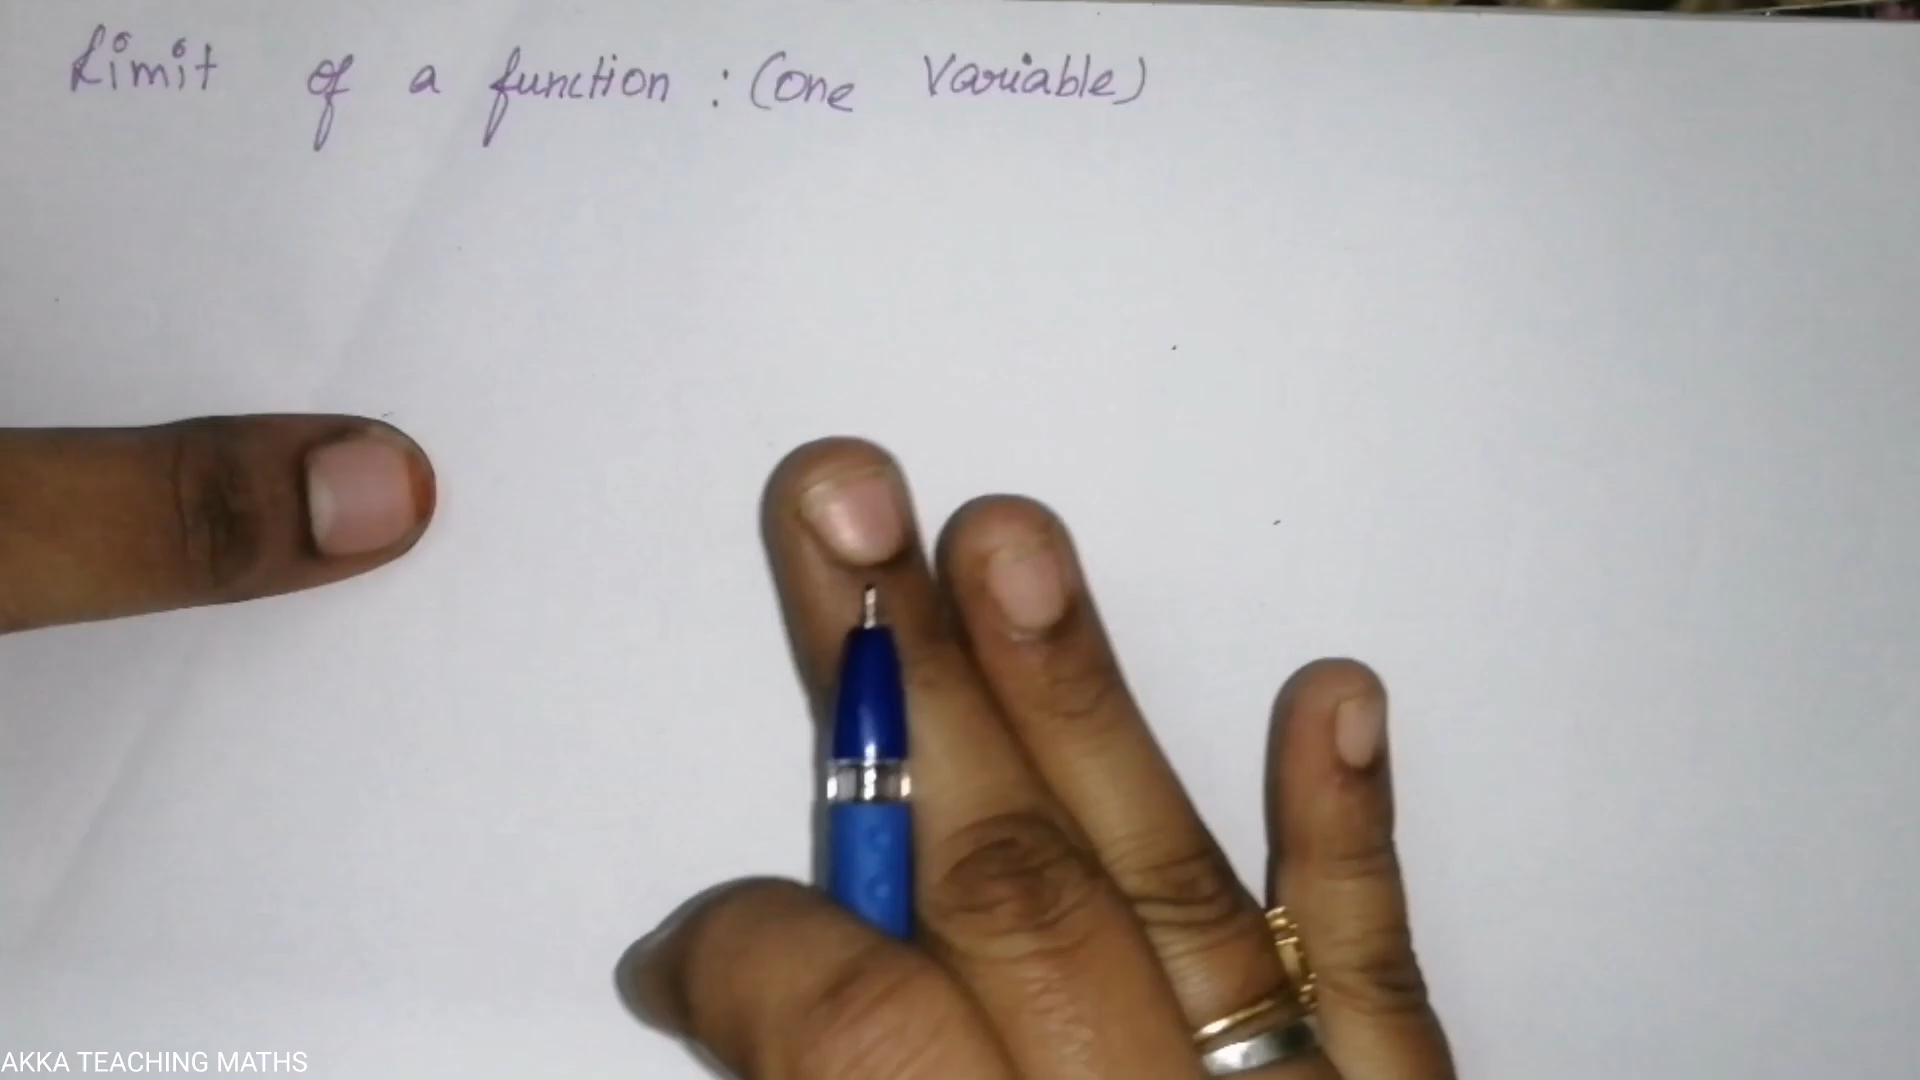 Limit of a function : (one Variable)
AKKA TEACHING MATHS